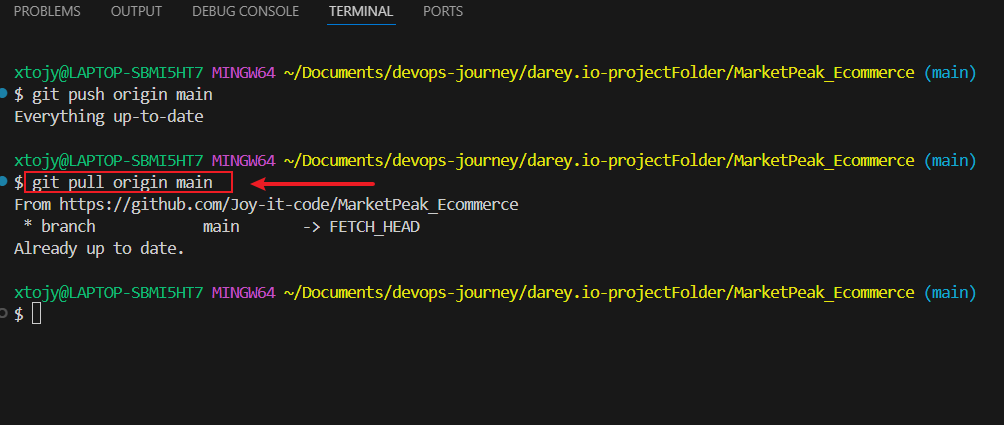 PROBLEMS OUTPUT DEBUG CONSOLE TERMINAL PORTS
xtojy@LAPTOP-SBMI5HT7 MINGW64 ~/Documents/devops-journey/darey.io-projectFolder/MarketPeak_Ecommerce (main)
$ git push origin main
Everything up-to-date
xtojy@LAPTOP-SBMI5HT7 MINGW64 ~/Documents/devops-journey/darey.io-projectFolder/MarketPeak_Ecommerce (main)
$ git pull origin main
From https://github.com/Joy-it-code/MarketPeak_Ecommerce
 * branch            main       -> FETCH_HEAD
Already up to date.
xtojy@LAPTOP-SBMI5HT7 MINGW64 ~/Documents/devops-journey/darey.io-projectFolder/MarketPeak_Ecommerce (main)
$